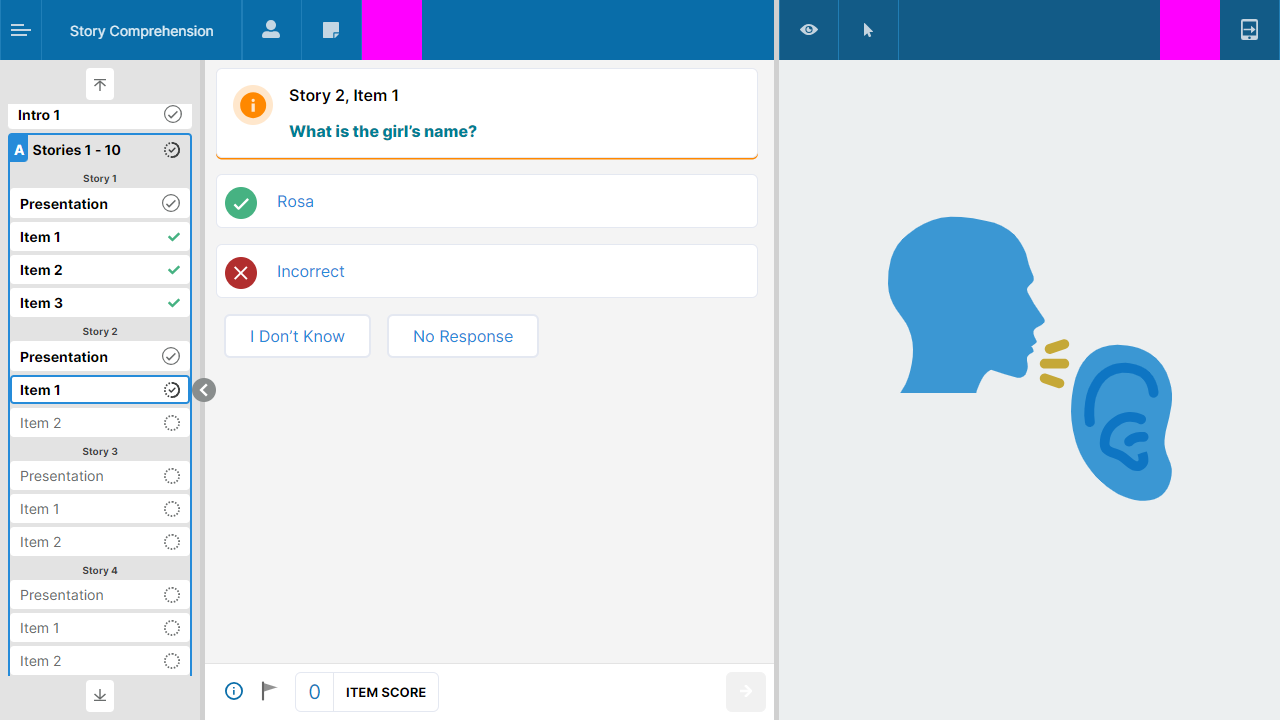 Story Comprehension
Intro 1
A Stories 1 - 10
Story 1
Presentation
Item 1
Item 2
Item 3
Story 2
Presentation
Item 1
Item 2
Story 3
Presentation
Item 1
Item 2
Story 4
Presentation
Item 1
Item 2
Story 2, Item 1
What is the girl’s name?
Rosa
Incorrect
I Don’t Know
No Response
0 ITEM SCORE